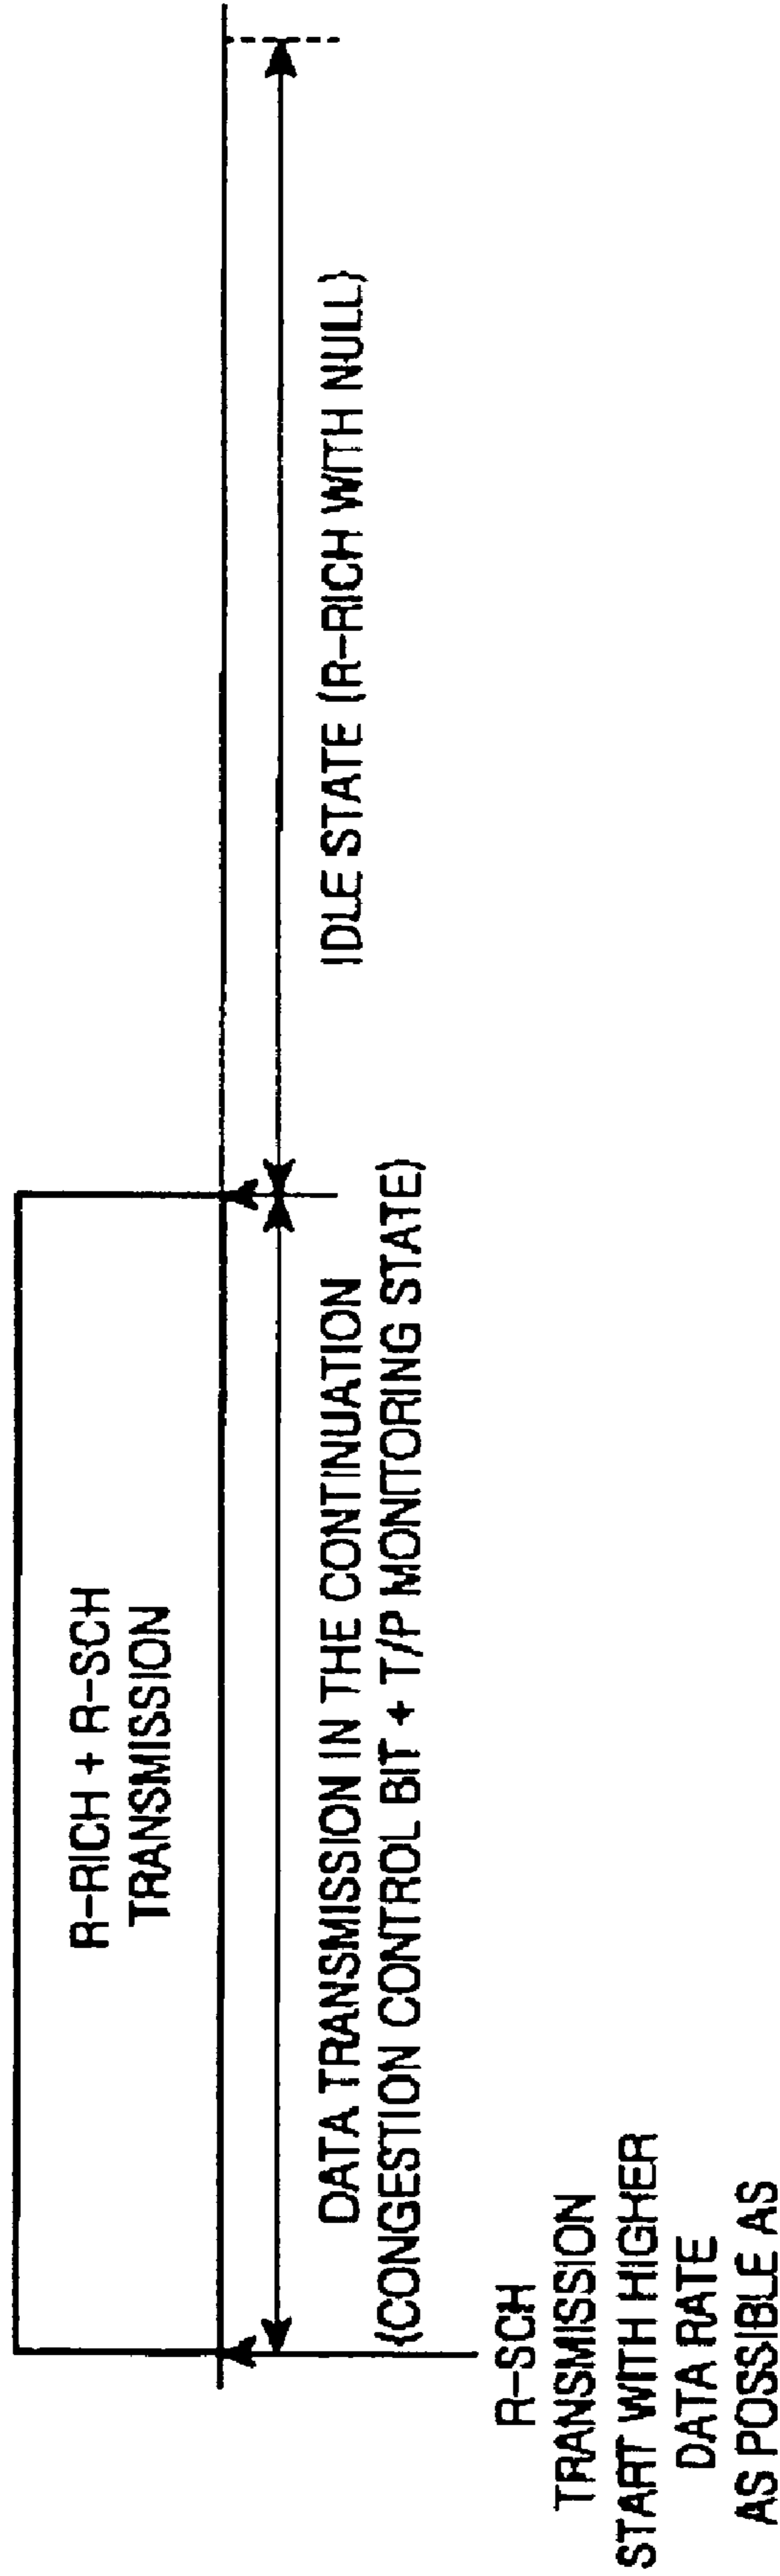 R-RICH + R-SCH
TRANSMISSION
DATA TRANSMISSION IN THE CONTINUATION
(CONGESTION CONTROL BIT + T/P MONITORING STATE)
IDLE STATE (R-RICH WITH NULL)
R-SCH
TRANSMISSION
START WITH HIGHER
DATA RATE
AS POSSIBLE AS